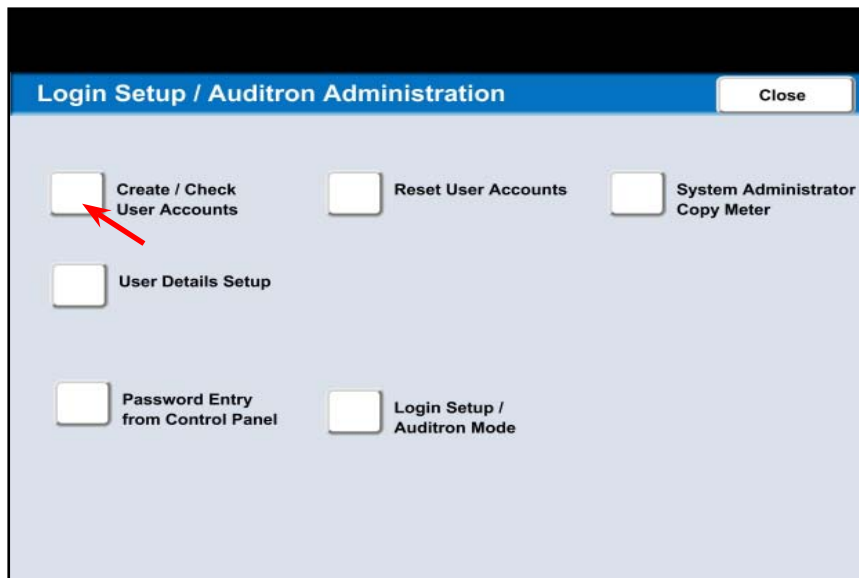 Login Setup / Auditron Administration
Close
Create / Check
User Accounts
Reset User Accounts
System Administrator
Copy Meter
User Details Setup
Password Entry
from Control Panel
Login Setup /
Auditron Mode